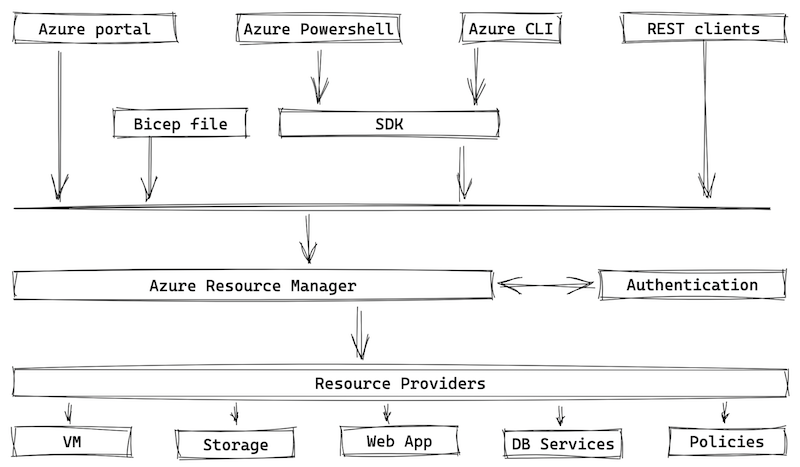 Azure portal
Azure Powershell
Azure CLI
REST clients
Bicep file
SDK
Azure Resource Manager
Authentication
Resource Providers
VM
Storage
Web App
DB Services
Policies